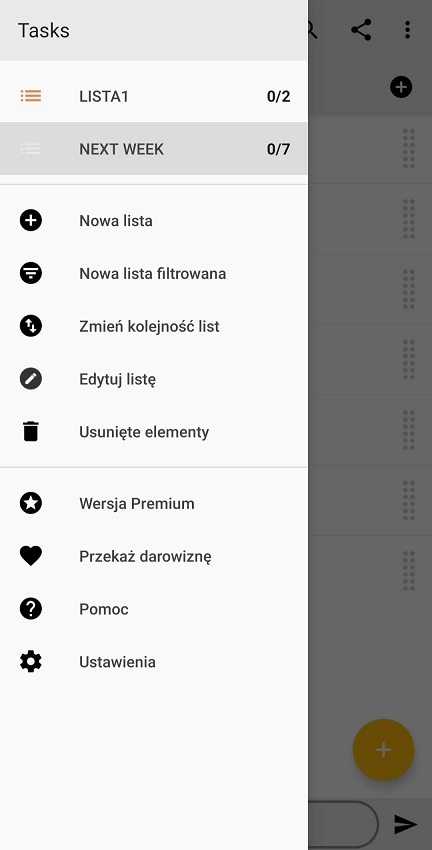 Tasks
LISTA1 0/2
NEXT WEEK 0/7
Nowa lista
Nowa lista filtrowana
Zmień kolejność list
Edytuj listę
Usunięte elementy
Wersja Premium
Przekaż darowiznę
Pomoc
Ustawienia